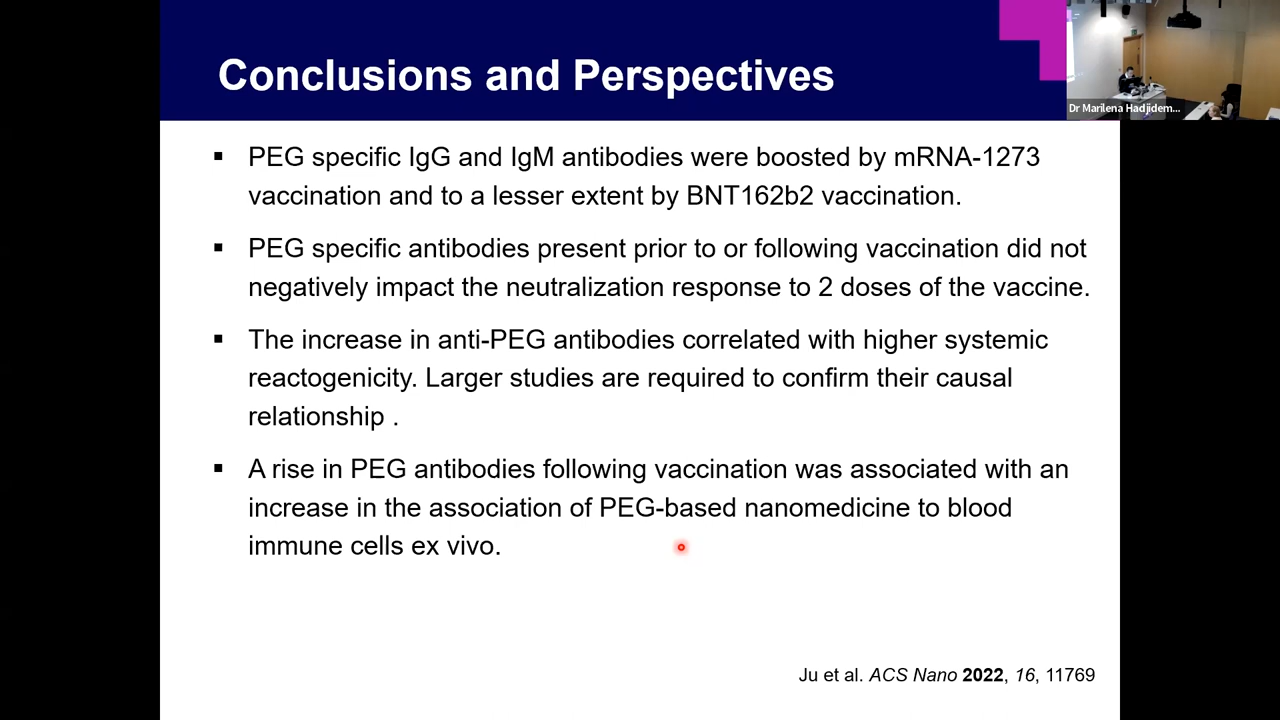 Conclusions and Perspectives
Dr Marilena Hadjidem...
▪ PEG specific IgG and IgM antibodies were boosted by mRNA-1273
vaccination and to a lesser extent by BNT162b2 vaccination.
▪ PEG specific antibodies present prior to or following vaccination did not
negatively impact the neutralization response to 2 doses of the vaccine.
▪ The increase in anti-PEG antibodies correlated with higher systemic
reactogenicity. Larger studies are required to confirm their causal
relationship .
▪ A rise in PEG antibodies following vaccination was associated with an
increase in the association of PEG-based nanomedicine to blood
immune cells ex vivo.
Ju et al. ACS Nano 2022, 16, 11769